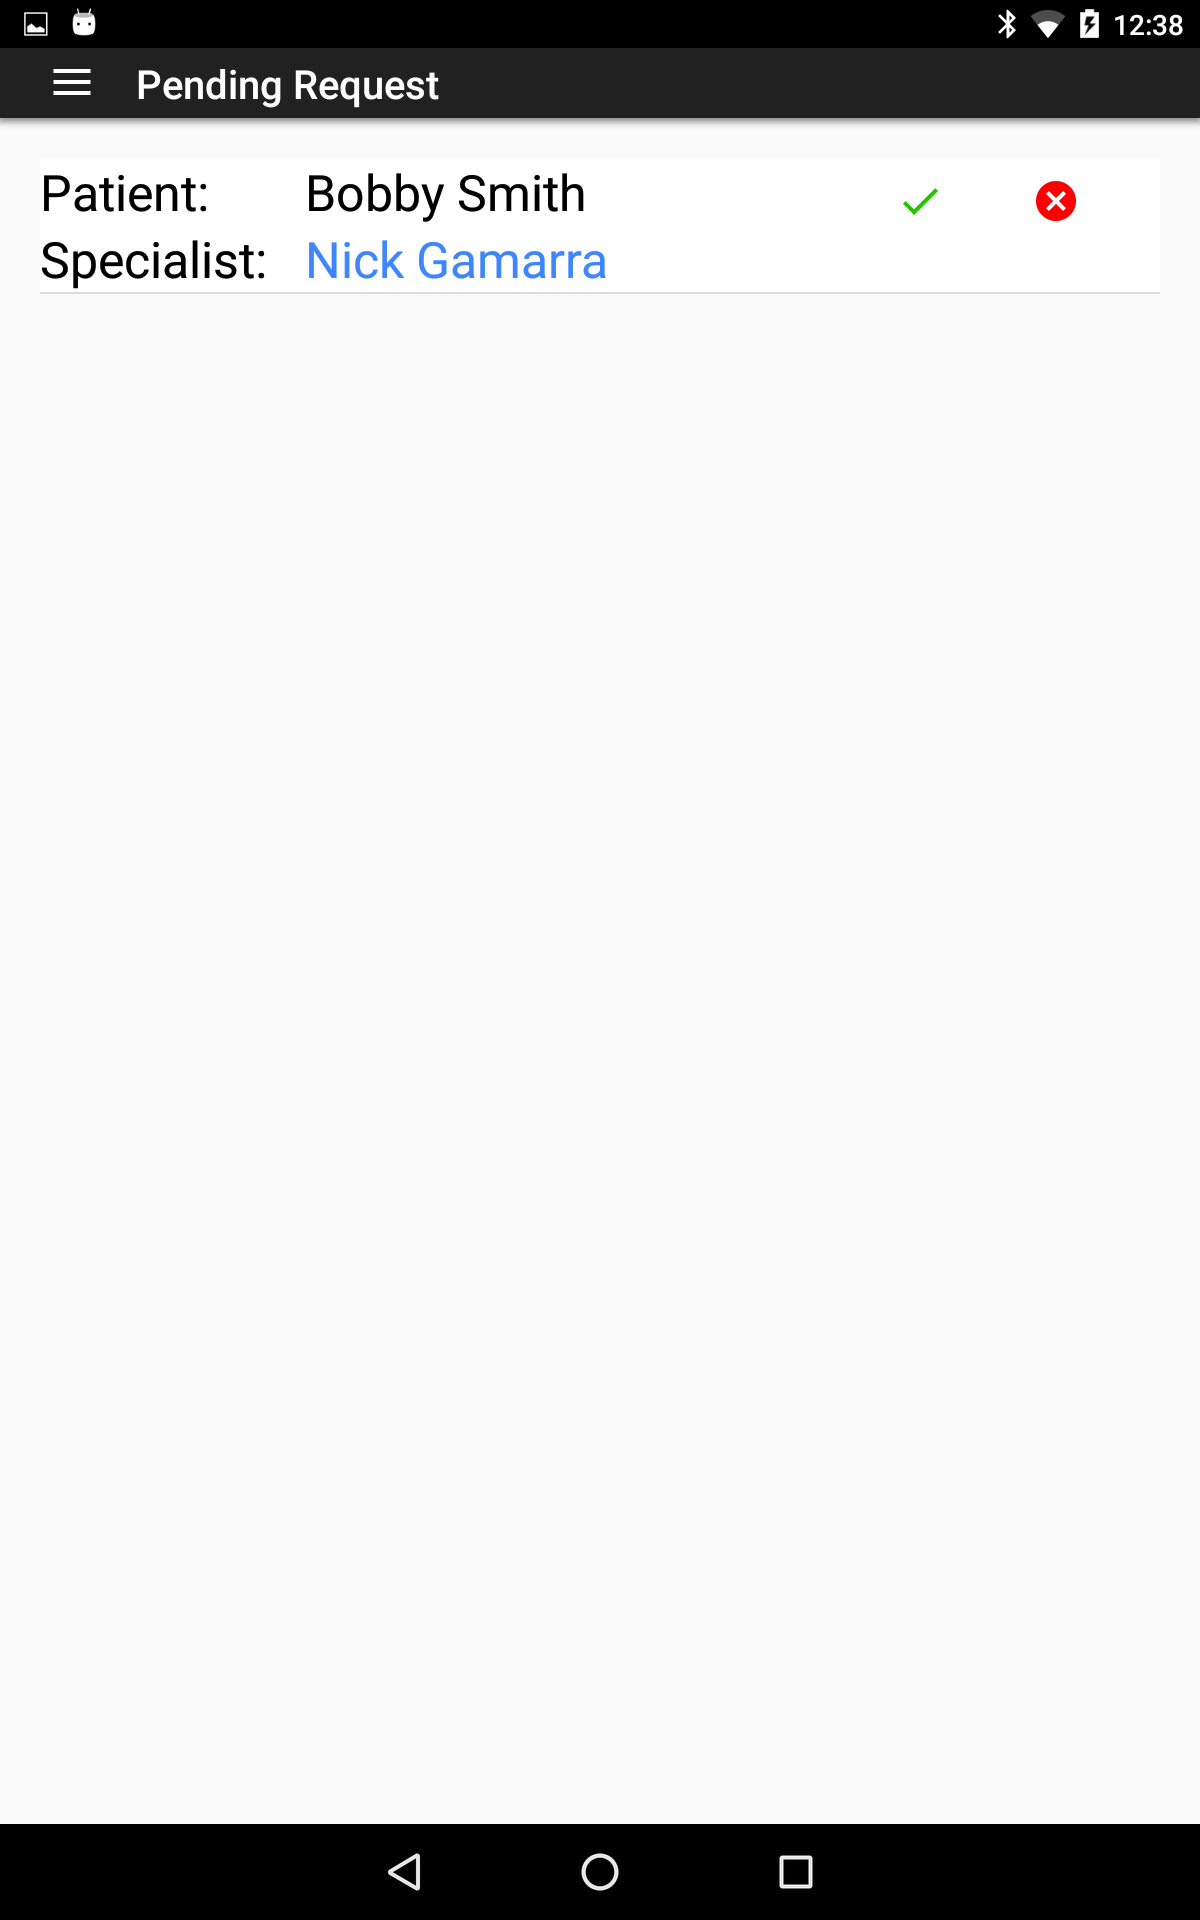 12:38
Pending Request
Patient: Bobby Smith
Specialist: Nick Gamarra